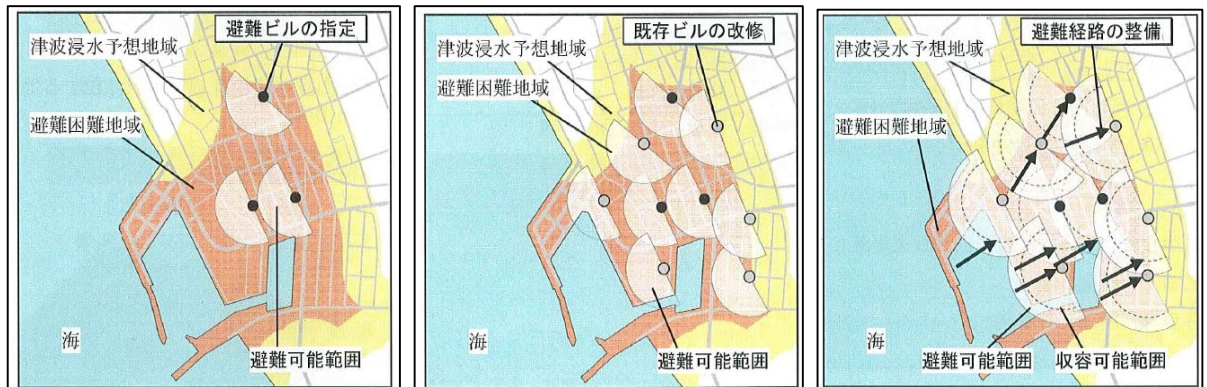 避難ビルの指定
津波浸水予想地域
避難困難地域
海
避難可能範囲
既存ビルの改修
津波浸水予想地域
避難困難地域
海
避難可能範囲
避難経路の整備
津波浸水予想地域
避難困難地域
海
避難可能範囲
収容可能範囲